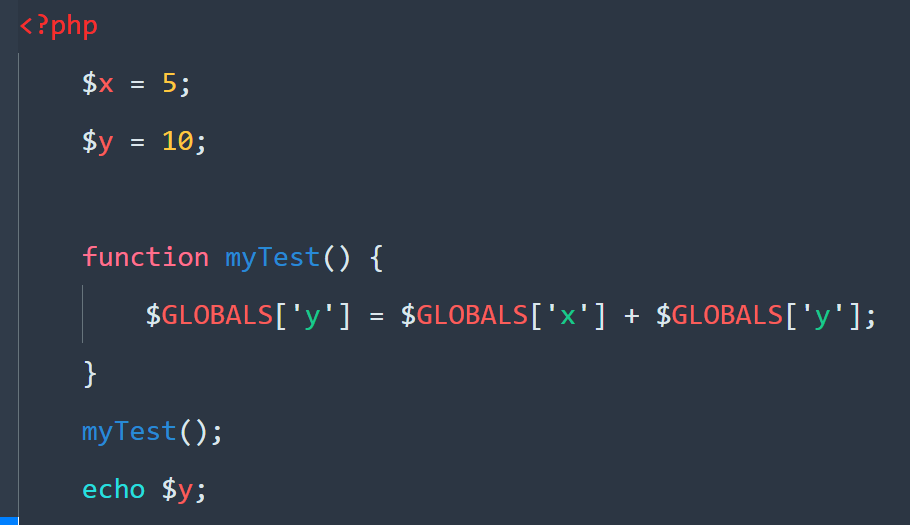 <?php
$x = 5;
$y = 10;
function myTest() {
$GLOBALS['y'] = $GLOBALS['x'] + $GLOBALS['y'];
}
myTest();
echo $y;